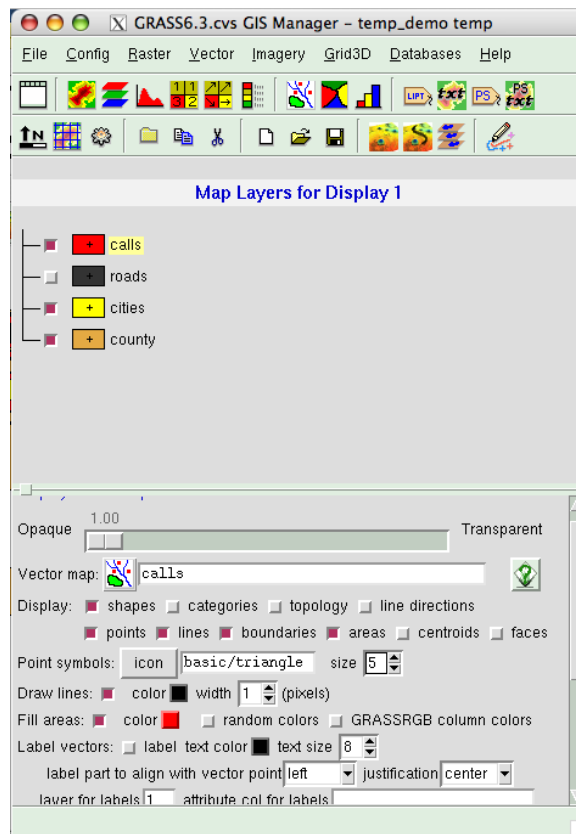 GRASS6.3.cvs GIS Manager - temp_demo temp
File Config Raster Vector Imagery Grid3D Databases Help
Map Layers for Display 1
calls
roads
cities
county
1.00
Opaque Transparent
Vector map: calls
Display: shapes categories topology line directions
points lines boundaries areas centroids faces
Point symbols: icon basic/triangle size 5
Draw lines: color width 1 (pixels)
Fill areas: color random colors GRASSRGB column colors
Label vectors: label text color text size 8
label part to align with vector point left justification center
layer for labels 1 attribute col for labels